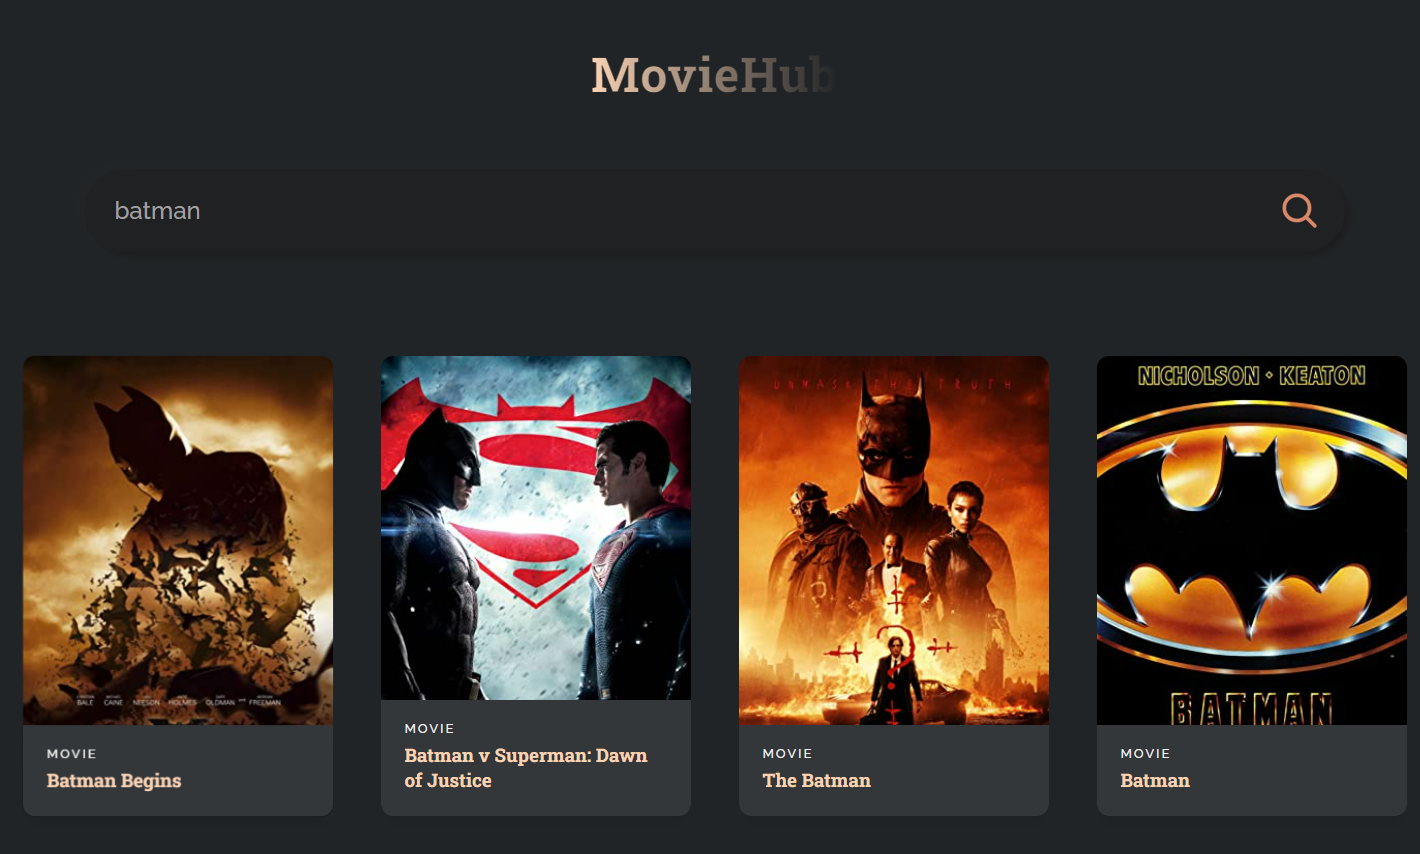 MovieHub
batman
BALE CAINE NEESON HOLMES OLDMAN AND FREEMAN
UNMASK THE TRUTH
NICHOLSON • KEATON
BATMAN
MOVIE
Batman Begins
MOVIE
Batman v Superman: Dawn
of Justice
MOVIE
The Batman
MOVIE
Batman